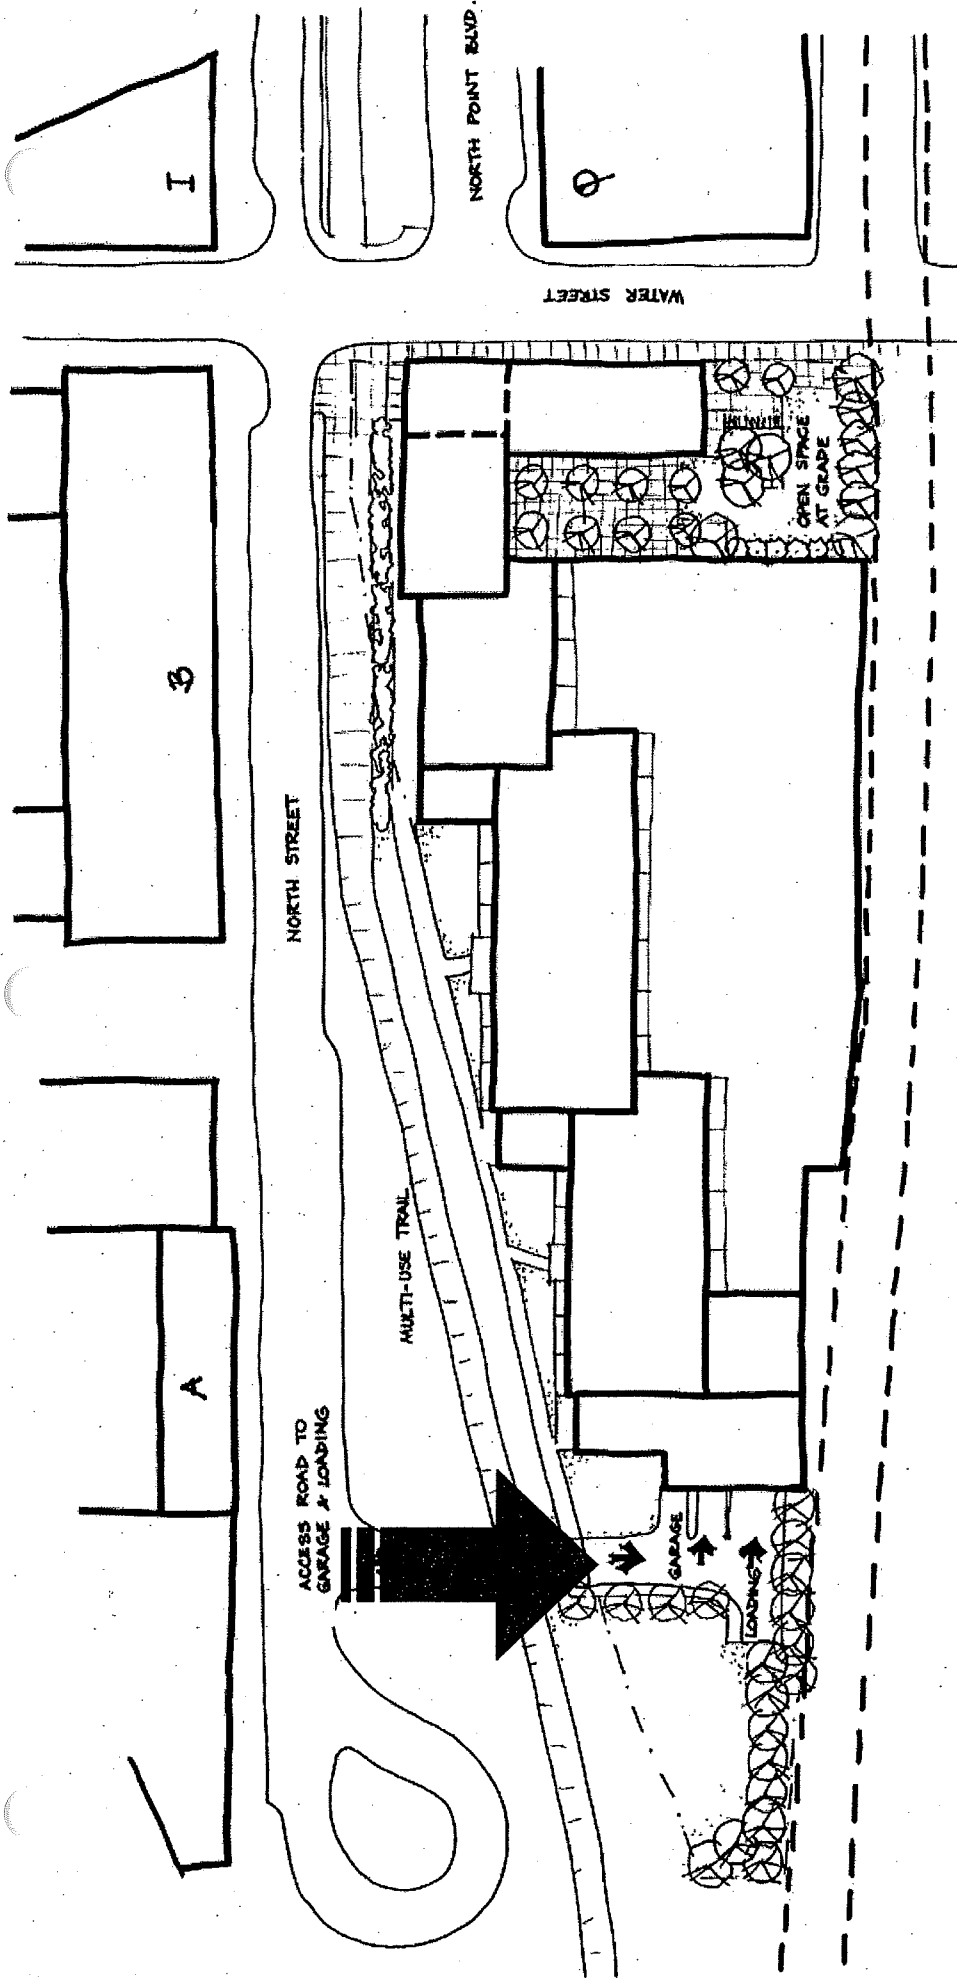 NORTH POINT BLVD.
I
Q
WATER STREET
OPEN SPACE
AT GRADE
B
NORTH STREET
MULTI-USE TRAIL
A
ACCESS ROAD TO
GARAGE & LOADING
GARAGE
LOADING